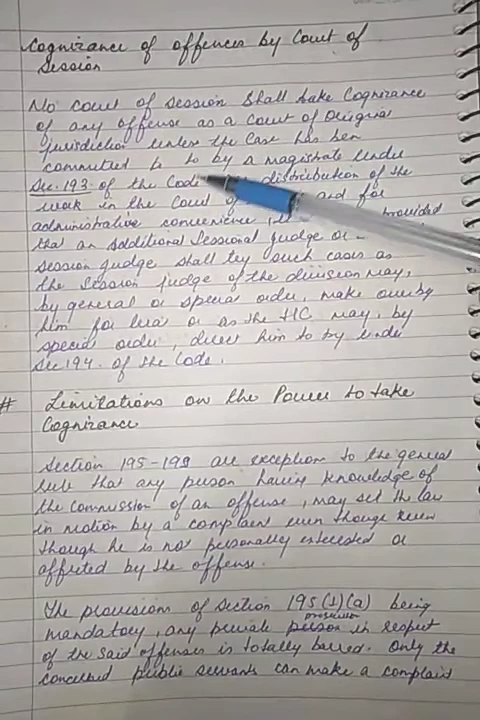 Cognizance of offences by Court of
Session
No court of session shall take Cognizance
of any offense as a Court of Original
jurisdiction unless the case has been
committed to to by a magistrate under
Sec. 193. of the Code distribution of the
work in the Court of and for
administrative convenience, provided
that an Additional Sessional judge or
session judge shall try such cases as
the Session judge of the division may,
by general or special order, make over by
him for or as the HC may, by
special order, direct him to by under
Sec 194. of the Code.
# Limitations on the Power to take
Cognizance
Section 195-199 are exception to the general
rule that any person having knowledge of
the commission of an offense, may set the law
in motion by a complaint even though
though he is not personally interested or
affected by the offense.
The provisions of section 195(1)(a) being
mandatory, any private person in respect
of the said offenses is totally barred. Only the
concerned public servants can make a complaint